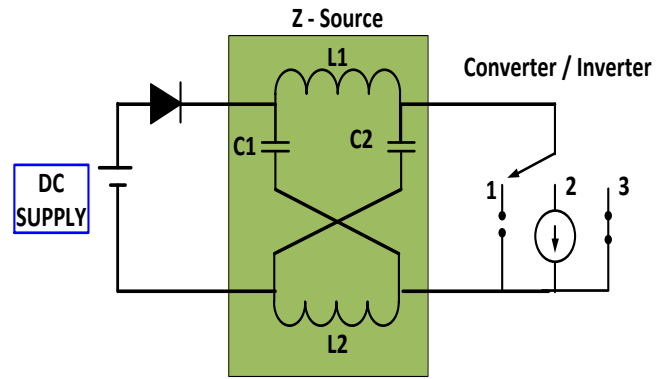 Z - Source
L1
Converter / Inverter
C1
C2
DC
SUPPLY
1
2
3
L2